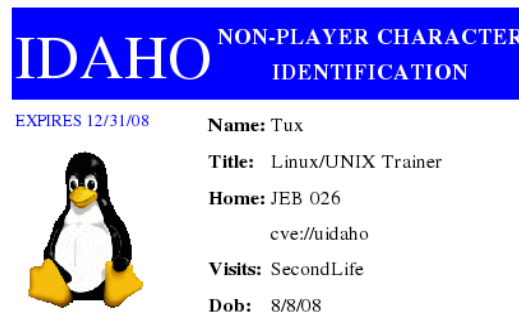 IDAHO
NON-PLAYER CHARACTER
IDENTIFICATION
EXPIRES 12/31/08
Name: Tux
Title: Linux/UNIX Trainer
Home: JEB 026
cve://uidaho
Visits: SecondLife
Dob: 8/8/08